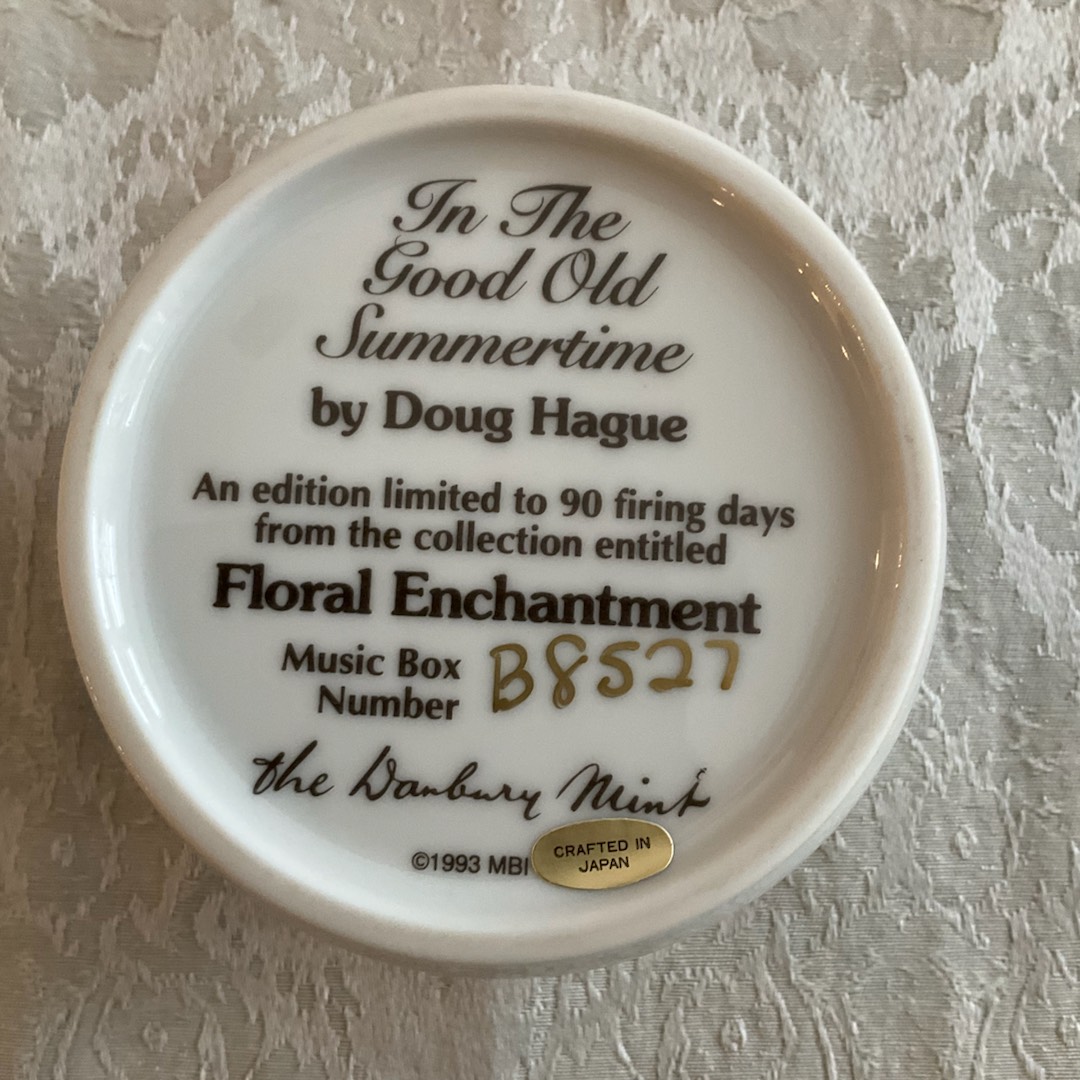 In The
Good Old
Summertime
by Doug Hague
An edition limited to 90 firing days
from the collection entitled
Floral Enchantment
Music Box
Number B8527
the Danbury Mint
©1993 MBI
CRAFTED IN
JAPAN